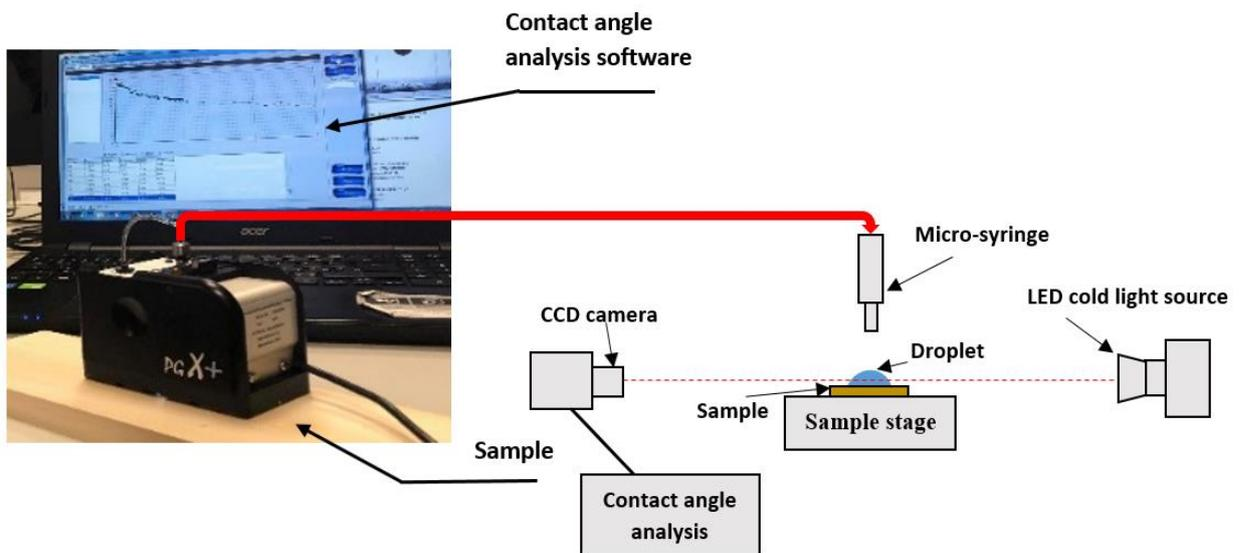 Contact angle
analysis software
acer
PGX+
Micro-syringe
LED cold light source
CCD camera
Droplet
Sample
Sample stage
Sample
Contact angle
analysis